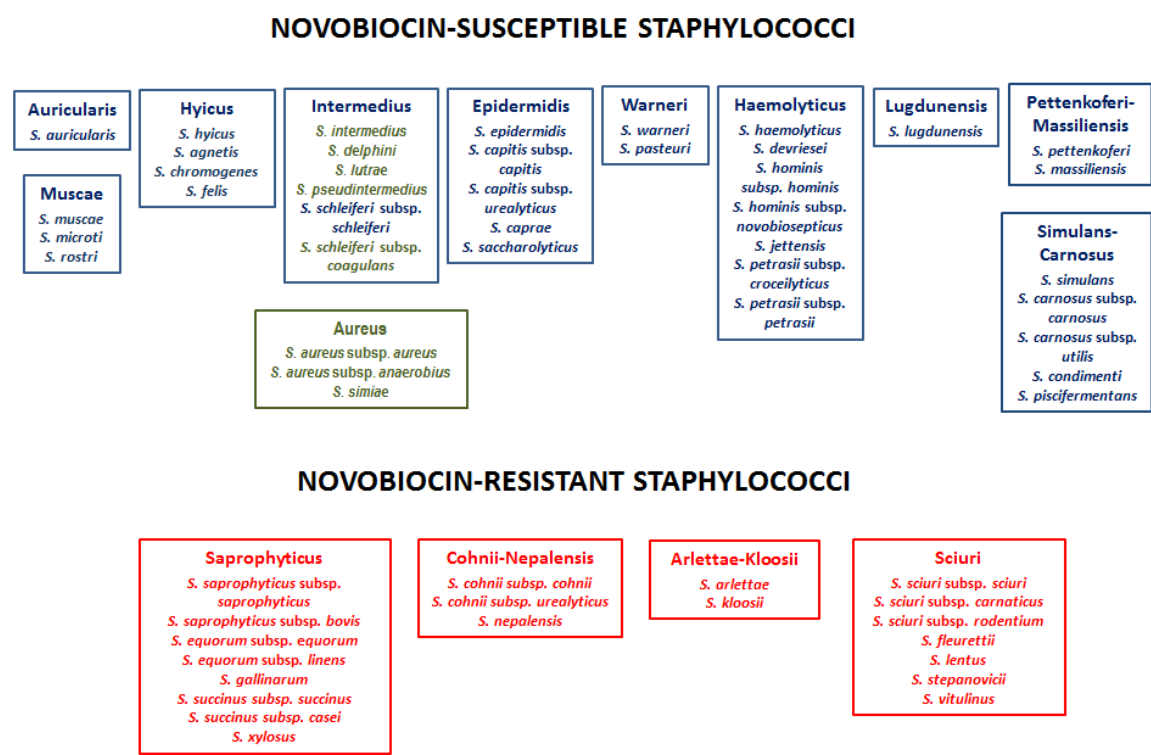 NOVOBIOCIN-SUSCEPTIBLE STAPHYLOCOCCI
Auricularis
S. auricularis
Muscae
S. muscae
S. microti
S. rostri
Hyicus
S. hyicus
S. agnetis
S. chromogenes
S. felis
Intermedius
S. intermedius
S. delphini
S. lutrae
S. pseudintermedius
S. schleiferi subsp.
schleiferi
S. schleiferi subsp.
coagulans
Aureus
S. aureus subsp. aureus
S. aureus subsp. anaerobius
S. simiae
Epidermidis
S. epidermidis
S. capitis subsp.
capitis
S. capitis subsp.
urealyticus
S. caprae
S. saccharolyticus
Warneri
S. warneri
S. pasteuri
Haemolyticus
S. haemolyticus
S. devriesei
S. hominis
subsp. hominis
S. hominis subsp.
novobiosepticus
S. jettensis
S. petrasii subsp.
croceilyticus
S. petrasii subsp.
petrasii
Lugdunensis
S. lugdunensis
Pettenkoferi-
Massiliensis
S. pettenkoferi
S. massiliensis
Simulans-
Carnosus
S. simulans
S. carnosus subsp.
carnosus
S. carnosus subsp.
utilis
S. condimenti
S. piscifermentans
NOVOBIOCIN-RESISTANT STAPHYLOCOCCI
Saprophyticus
S. saprophyticus subsp.
saprophyticus
S. saprophyticus subsp. bovis
S. equorum subsp. equorum
S. equorum subsp. linens
S. gallinarum
S. succinus subsp. succinus
S. succinus subsp. casei
S. xylosus
Cohnii-Nepalensis
S. cohnii subsp. cohnii
S. cohnii subsp. urealyticus
S. nepalensis
Arlettae-Kloosii
S. arlettae
S. kloosii
Sciuri
S. sciuri subsp. sciuri
S. sciuri subsp. carnaticus
S. sciuri subsp. rodentium
S. fleurettii
S. lentus
S. stepanovicii
S. vitulinus